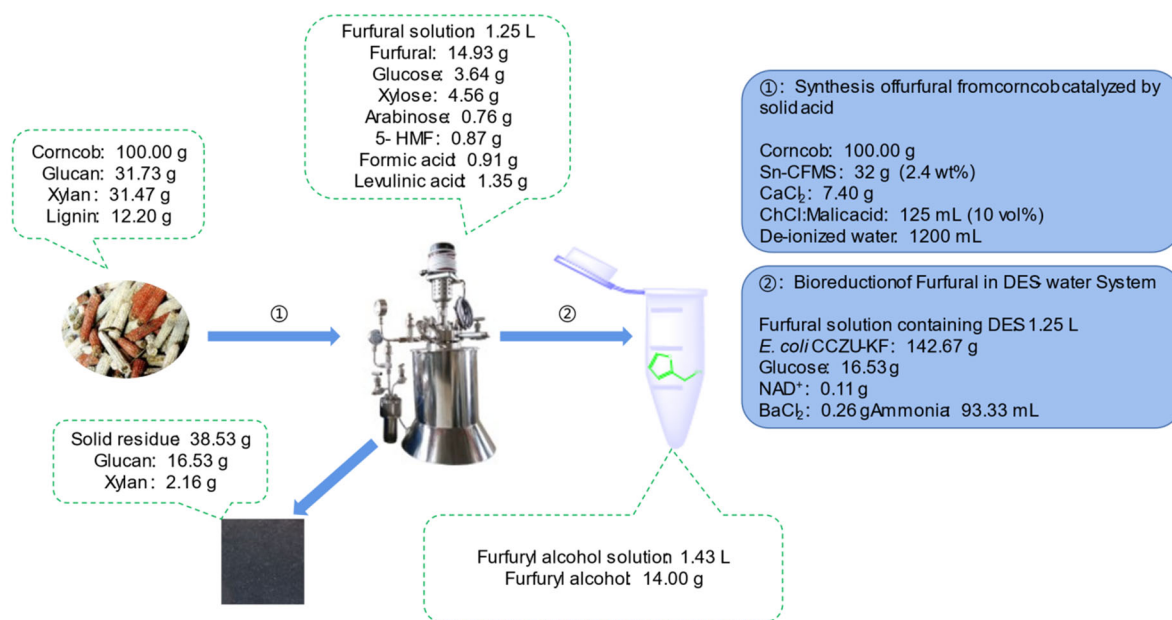 Furfural solution: 1.25 L
Furfural: 14.93 g
Glucose: 3.64 g
Xylose: 4.56 g
Arabinose: 0.76 g
5- HMF: 0.87 g
Formic acid: 0.91 g
Levulinic acid: 1.35 g
Corncob: 100.00 g
Glucan: 31.73 g
Xylan: 31.47 g
Lignin: 12.20 g
①
②
①: Synthesis offurfural fromcorncobcatalyzed by
solid acid
Corncob: 100.00 g
Sn-CFMS: 32 g (2.4 wt%)
CaCl₂: 7.40 g
ChCl:Malicacid: 125 mL (10 vol%)
De-ionized water: 1200 mL
②: Bioreductionof Furfural in DES- water System
Furfural solution containing DES: 1.25 L
E. coli CCZU-KF: 142.67 g
Glucose: 16.53 g
NAD⁺: 0.11 g
BaCl₂: 0.26 gAmmonia: 93.33 mL
Solid residue: 38.53 g
Glucan: 16.53 g
Xylan: 2.16 g
Furfuryl alcohol solution: 1.43 L
Furfuryl alcohol: 14.00 g